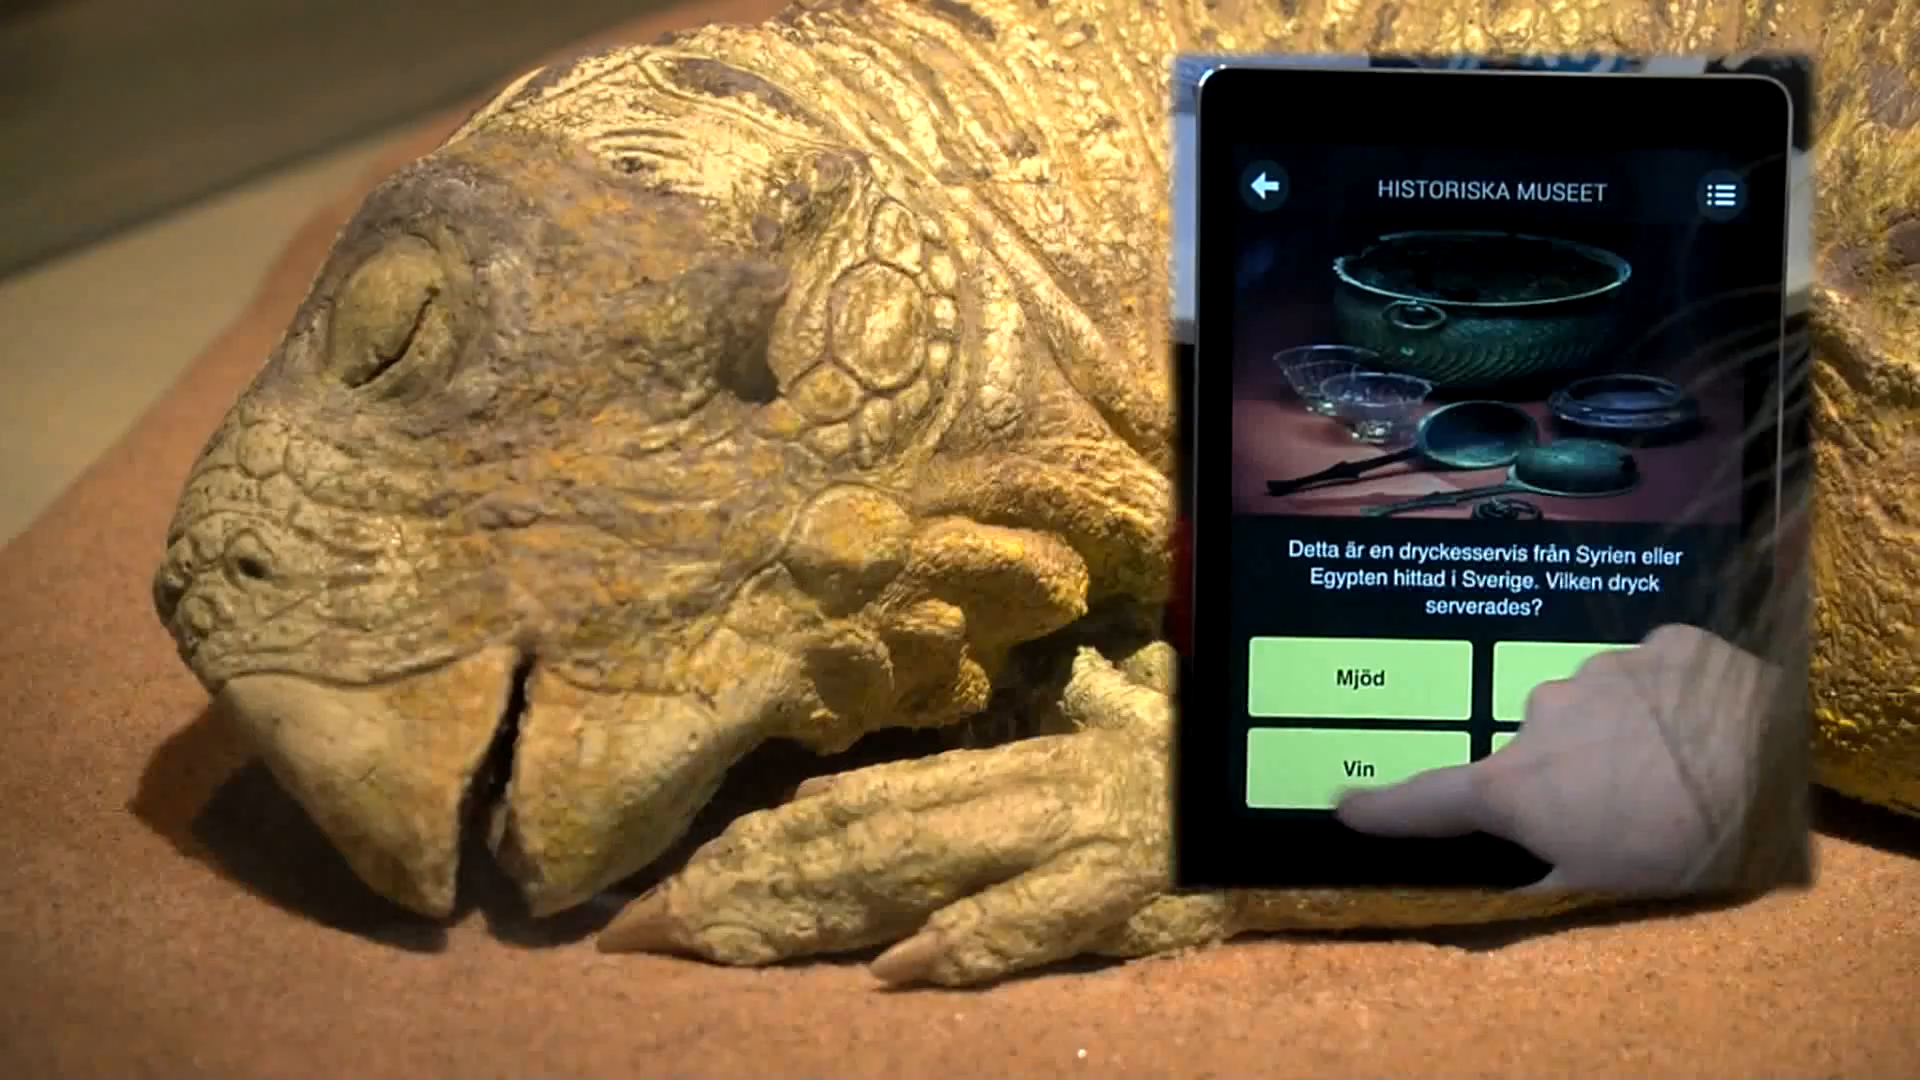 HISTORISKA MUSEET
Detta är en dryckesservis från Syrien eller
Egypten hittad i Sverige. Vilken dryck
serverades?
Mjöd
Vin